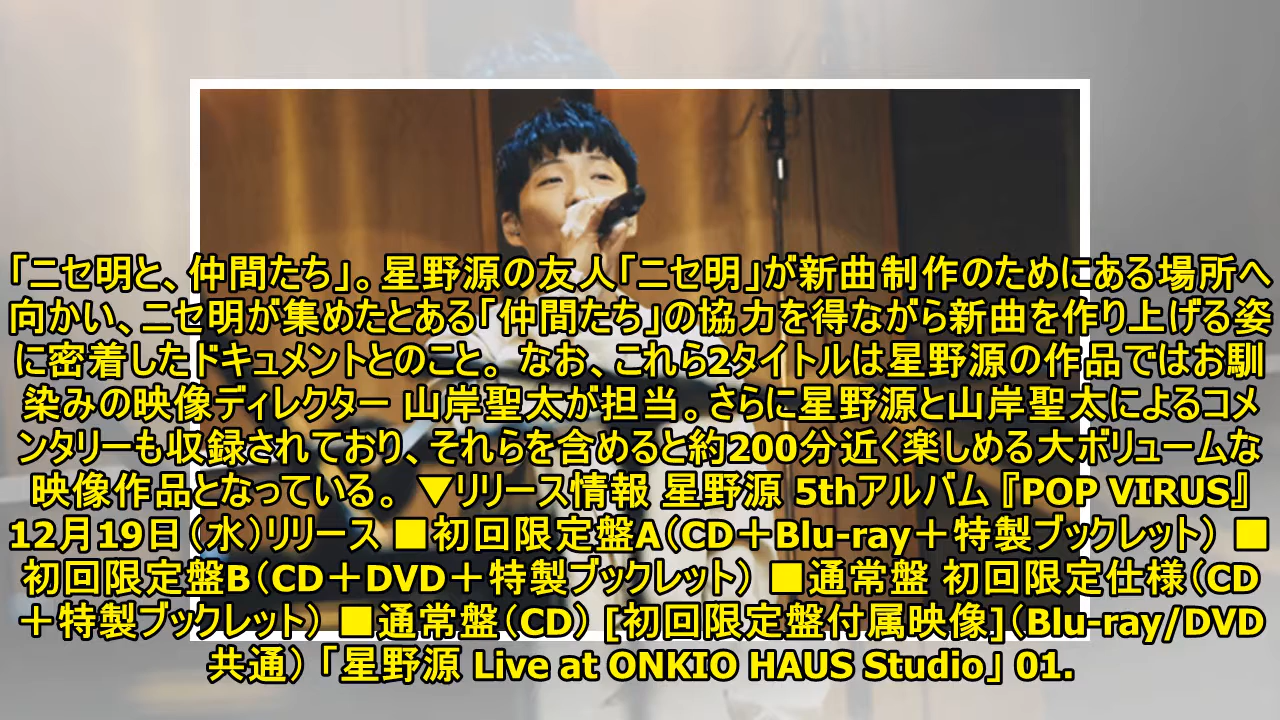 「ニセ明と、仲間たち」。星野源の友人「ニセ明」が新曲制作のためにある場所へ
向かい、ニセ明が集めたとある「仲間たち」の協力を得ながら新曲を作り上げる姿
に密着したドキュメントとのこと。 なお、これら2タイトルは星野源の作品ではお馴
染みの映像ディレクター 山岸聖太が担当。さらに星野源と山岸聖太によるコメ
ンタリーも収録されており、それらを含めると約200分近く楽しめる大ボリュームな
映像作品となっている。 ▼リリース情報 星野源 5thアルバム『POP VIRUS』
12月19日（水）リリース ■初回限定盤A（CD＋Blu-ray＋特製ブックレット） ■
初回限定盤B（CD＋DVD＋特製ブックレット） ■通常盤 初回限定仕様（CD
＋特製ブックレット） ■通常盤（CD） [初回限定盤付属映像]（Blu-ray/DVD
共通） 「星野源 Live at ONKIO HAUS Studio」 01.